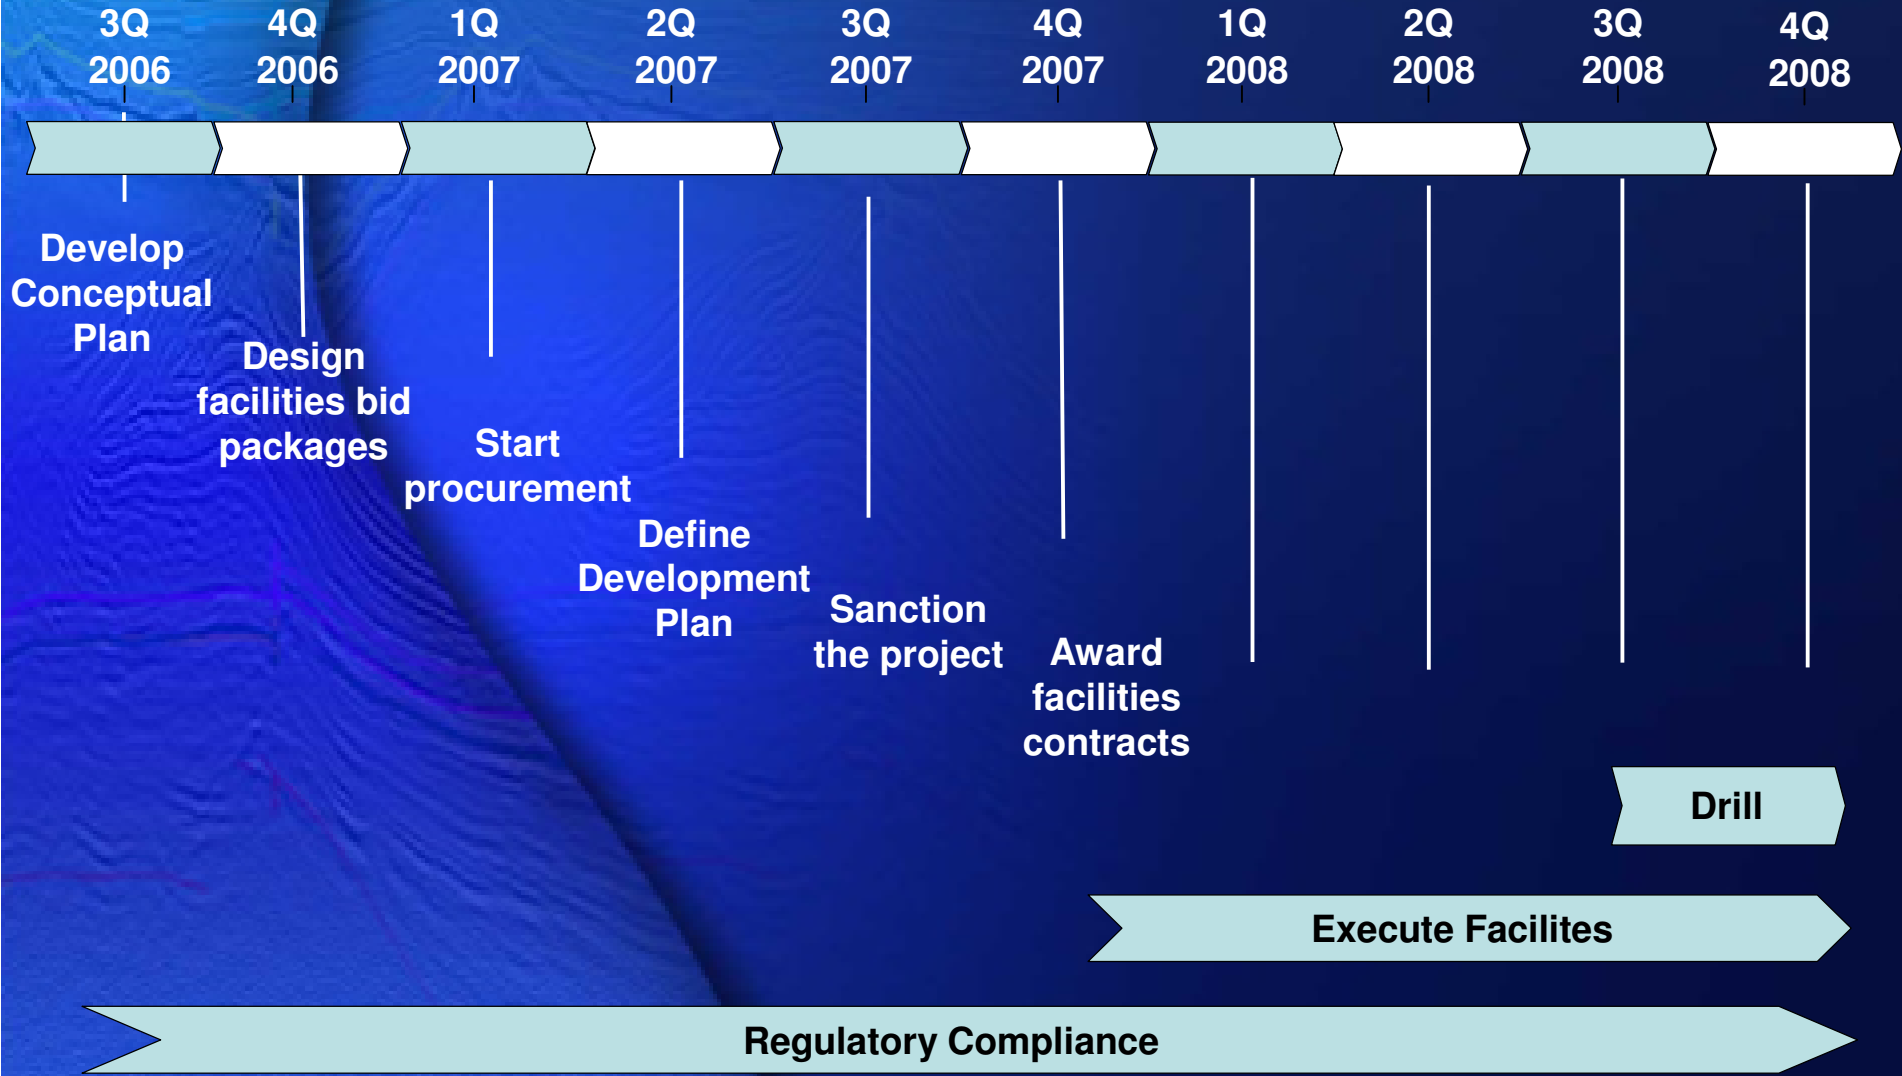 3Q
2006
4Q
2006
1Q
2007
2Q
2007
3Q
2007
4Q
2007
1Q
2008
2Q
2008
3Q
2008
4Q
2008
Develop
Conceptual
Plan
Design
facilities bid
packages
Start
procurement
Define
Development
Plan
Sanction
the project
Award
facilities
contracts
Drill
Execute Facilites
Regulatory Compliance